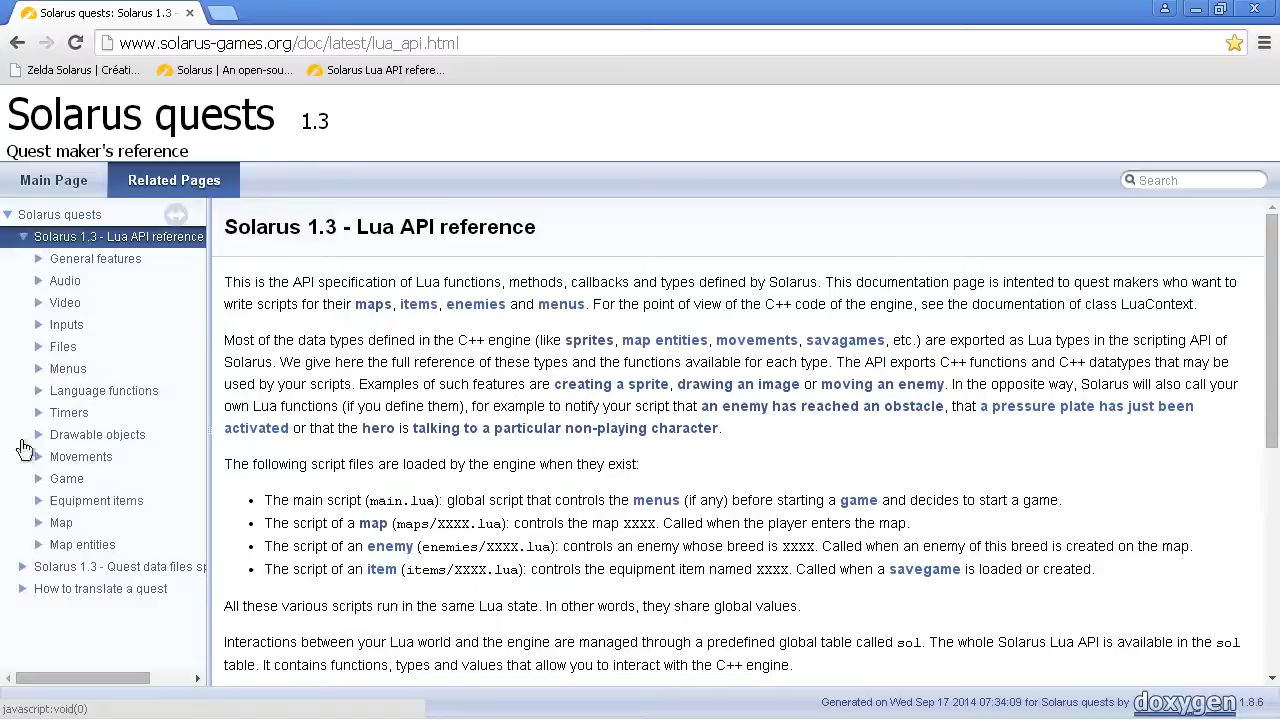 Solarus quests: Solarus 1.3 -
www.solarus-games.org/doc/latest/lua_api.html
Zelda Solarus | Créati...
Solarus | An open-sou...
Solarus Lua API refere...
Solarus quests 1.3
Quest maker's reference
Main Page
Related Pages
Search
Solarus quests
Solarus 1.3 - Lua API reference
General features
Audio
Video
Inputs
Files
Menus
Language functions
Timers
Drawable objects
Movements
Game
Equipment items
Map
Map entities
Solarus 1.3 - Quest data files sp
How to translate a quest
Solarus 1.3 - Lua API reference
This is the API specification of Lua functions, methods, callbacks and types defined by Solarus. This documentation page is intented to quest makers who want to
write scripts for their maps, items, enemies and menus. For the point of view of the C++ code of the engine, see the documentation of class LuaContext.
Most of the data types defined in the C++ engine (like sprites, map entities, movements, savagames, etc.) are exported as Lua types in the scripting API of
Solarus. We give here the full reference of these types and the functions available for each type. The API exports C++ functions and C++ datatypes that may be
used by your scripts. Examples of such features are creating a sprite, drawing an image or moving an enemy. In the opposite way, Solarus will also call your
own Lua functions (if you define them), for example to notify your script that an enemy has reached an obstacle, that a pressure plate has just been
activated or that the hero is talking to a particular non-playing character.
The following script files are loaded by the engine when they exist:
• The main script (main.lua): global script that controls the menus (if any) before starting a game and decides to start a game.
• The script of a map (maps/XXXX.lua): controls the map XXXX. Called when the player enters the map.
• The script of an enemy (enemies/XXXX.lua): controls an enemy whose breed is XXXX. Called when an enemy of this breed is created on the map.
• The script of an item (items/XXXX.lua): controls the equipment item named XXXX. Called when a savegame is loaded or created.
All these various scripts run in the same Lua state. In other words, they share global values.
Interactions between your Lua world and the engine are managed through a predefined global table called sol. The whole Solarus Lua API is available in the sol
table. It contains functions, types and values that allow you to interact with the C++ engine.
javascript:void(0)
Generated on Wed Sep 17 2014 07:34:09 for Solarus quests by doxygen 1.8.6